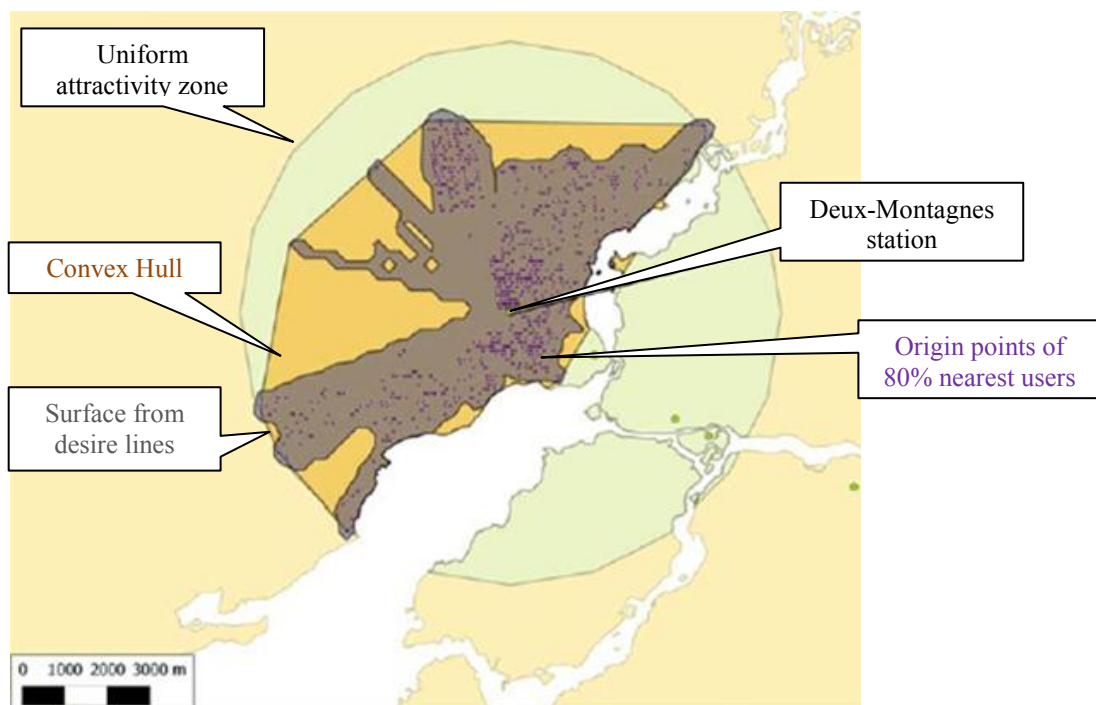 Uniform
attractivity zone
Deux-Montagnes
station
Convex Hull
Origin points of
80% nearest users
Surface from
desire lines
0 1000 2000 3000 m